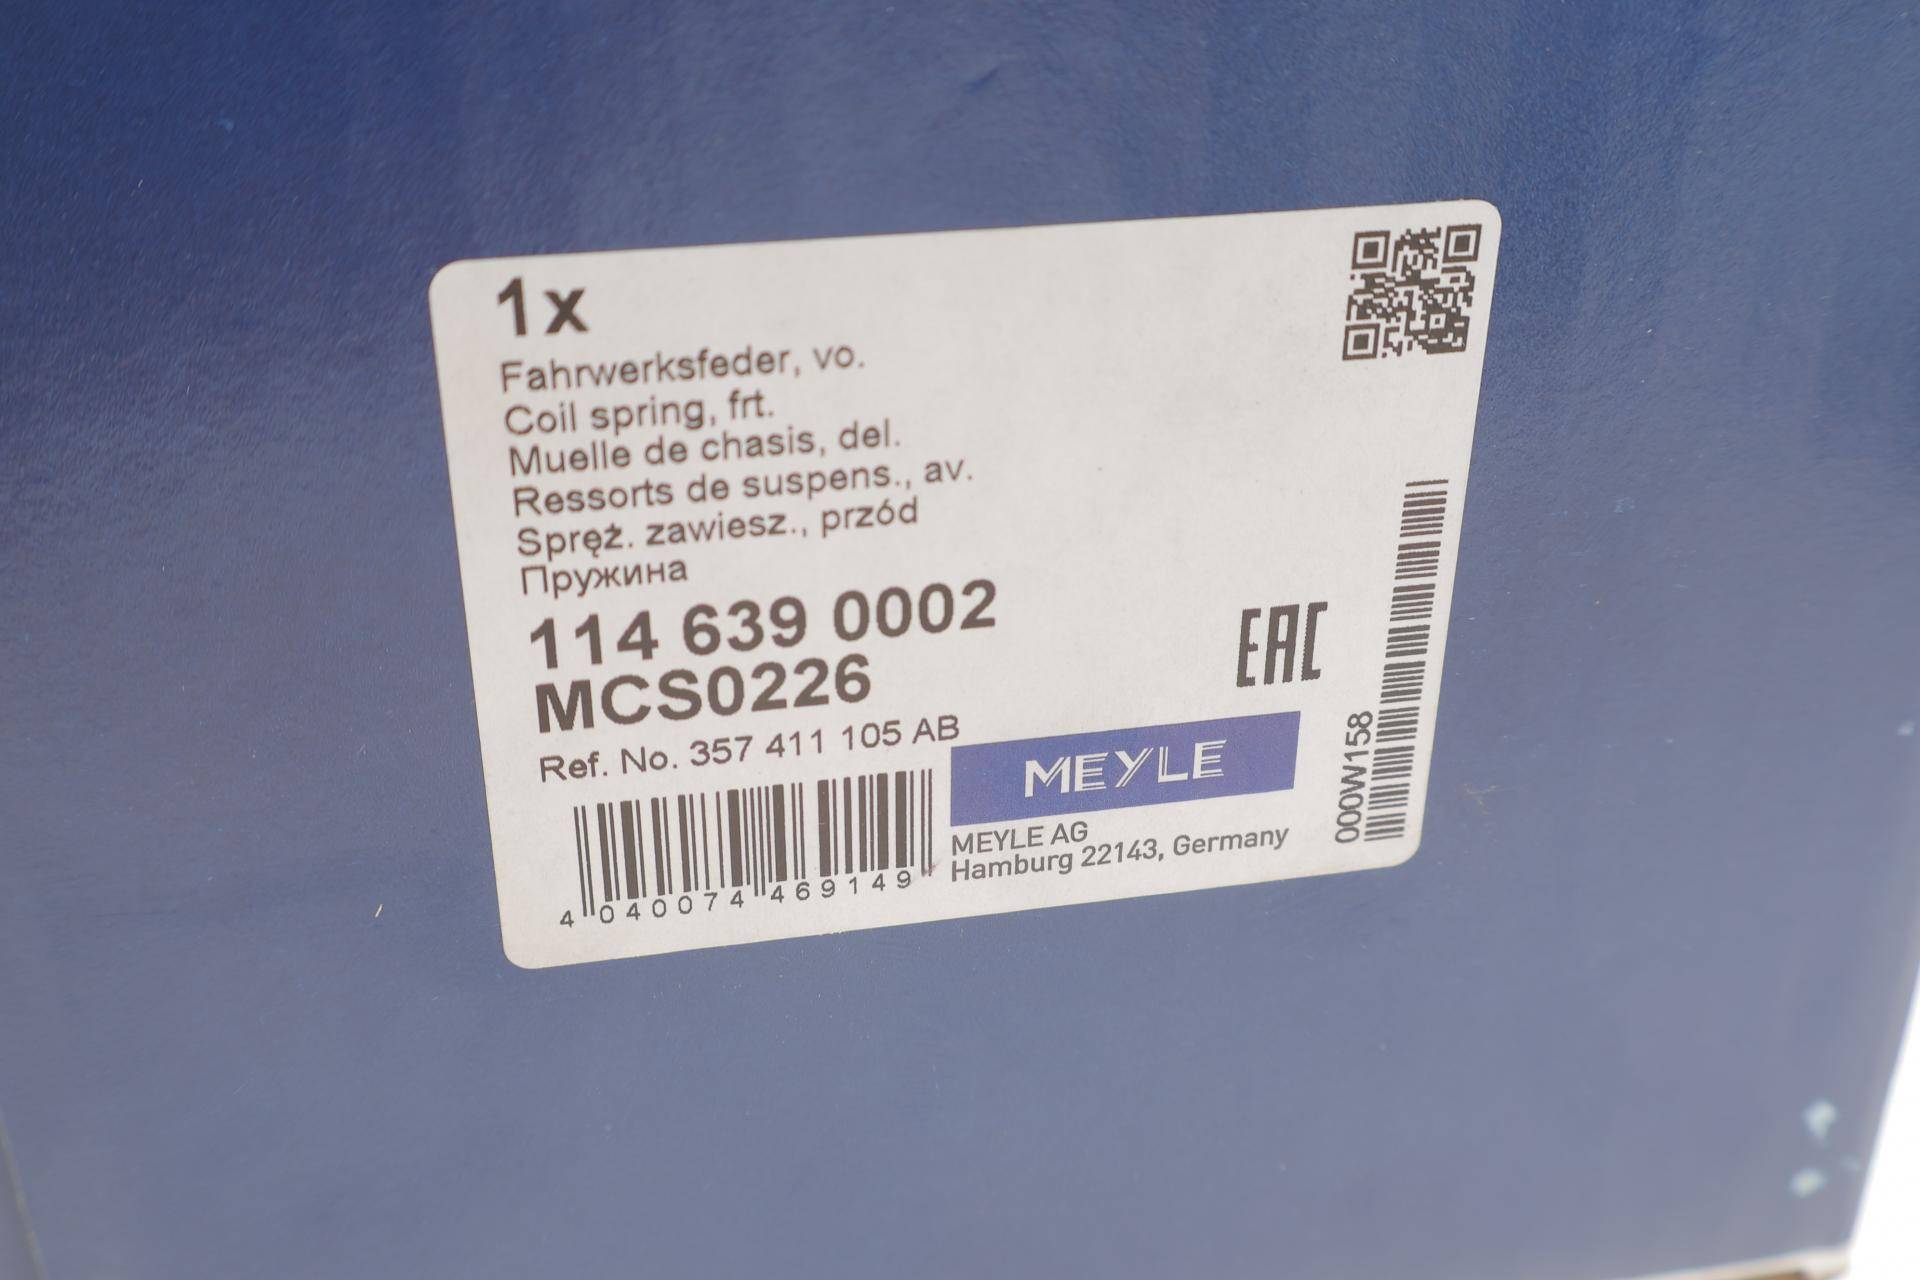 1x
Fahrwerksfeder, vo.
Coil spring, frt.
Muelle de chasis, del.
Ressorts de suspens., av.
Spręż. zawiesz., przód
Пружина
114 639 0002
MCS0226
Ref. No. 357 411 105 AB
EAC
MEYLE
MEYLE AG
Hamburg 22143, Germany
4 040074 469149
000W158